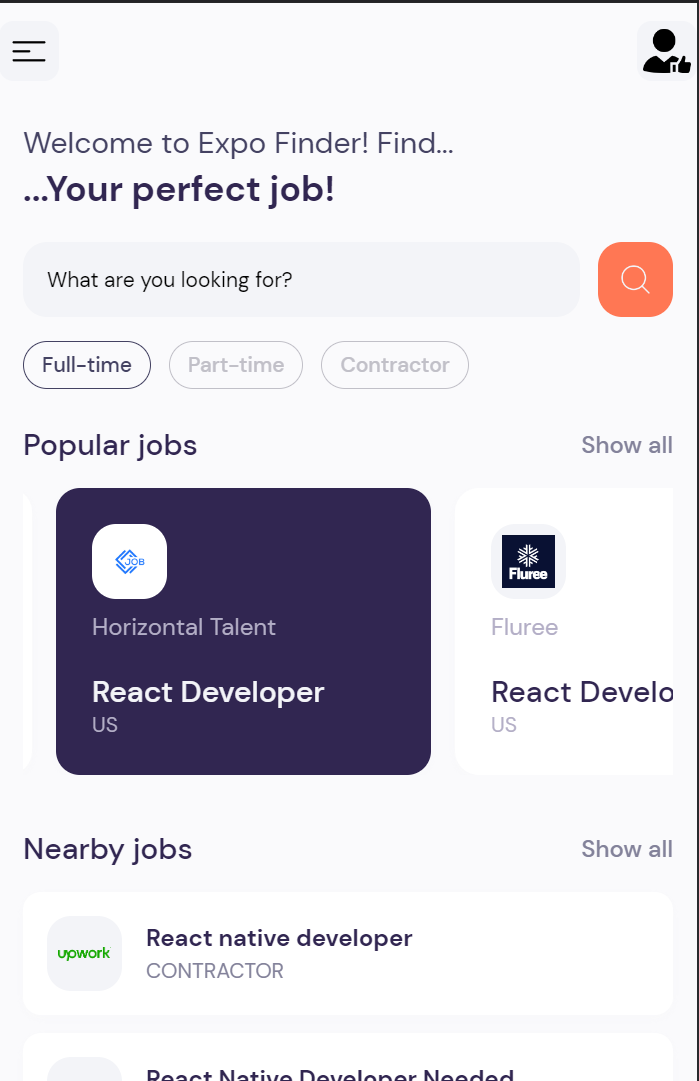 Welcome to Expo Finder! Find...
...Your perfect job!
What are you looking for?
Full-time
Part-time
Contractor
Popular jobs
Show all
JOB
Horizontal Talent
React Developer
US
Fluree
Fluree
React Develo
US
Nearby jobs
Show all
upwork
React native developer
CONTRACTOR
React Native Developer Needed